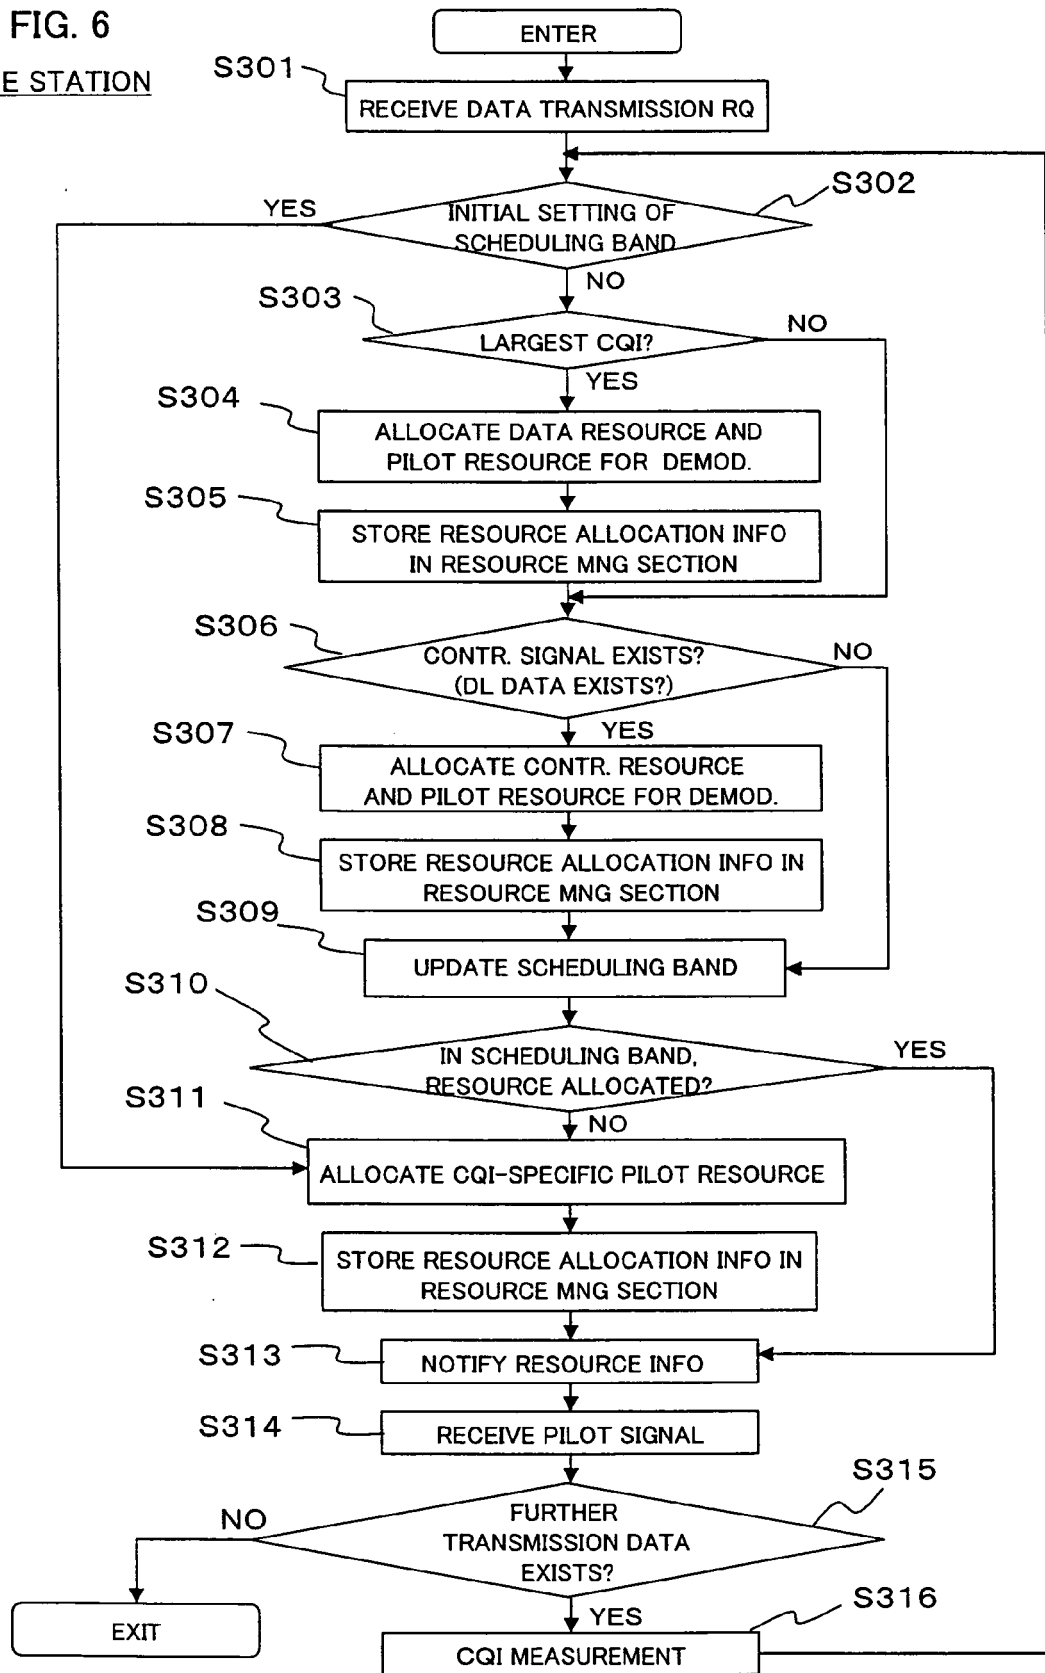 FIG. 6
E STATION
ENTER
S301
RECEIVE DATA TRANSMISSION RQ
S302
YES
INITIAL SETTING OF
SCHEDULING BAND
NO
S303
LARGEST CQI?
NO
YES
S304
ALLOCATE DATA RESOURCE AND
PILOT RESOURCE FOR DEMOD.
S305
STORE RESOURCE ALLOCATION INFO
IN RESOURCE MNG SECTION
S306
CONTR. SIGNAL EXISTS?
(DL DATA EXISTS?)
NO
YES
S307
ALLOCATE CONTR. RESOURCE
AND PILOT RESOURCE FOR DEMOD.
S308
STORE RESOURCE ALLOCATION INFO IN
RESOURCE MNG SECTION
S309
UPDATE SCHEDULING BAND
S310
IN SCHEDULING BAND,
RESOURCE ALLOCATED?
YES
NO
S311
ALLOCATE CQI-SPECIFIC PILOT RESOURCE
S312
STORE RESOURCE ALLOCATION INFO IN
RESOURCE MNG SECTION
S313
NOTIFY RESOURCE INFO
S314
RECEIVE PILOT SIGNAL
S315
NO
FURTHER
TRANSMISSION DATA
EXISTS?
YES
S316
EXIT
CQI MEASUREMENT